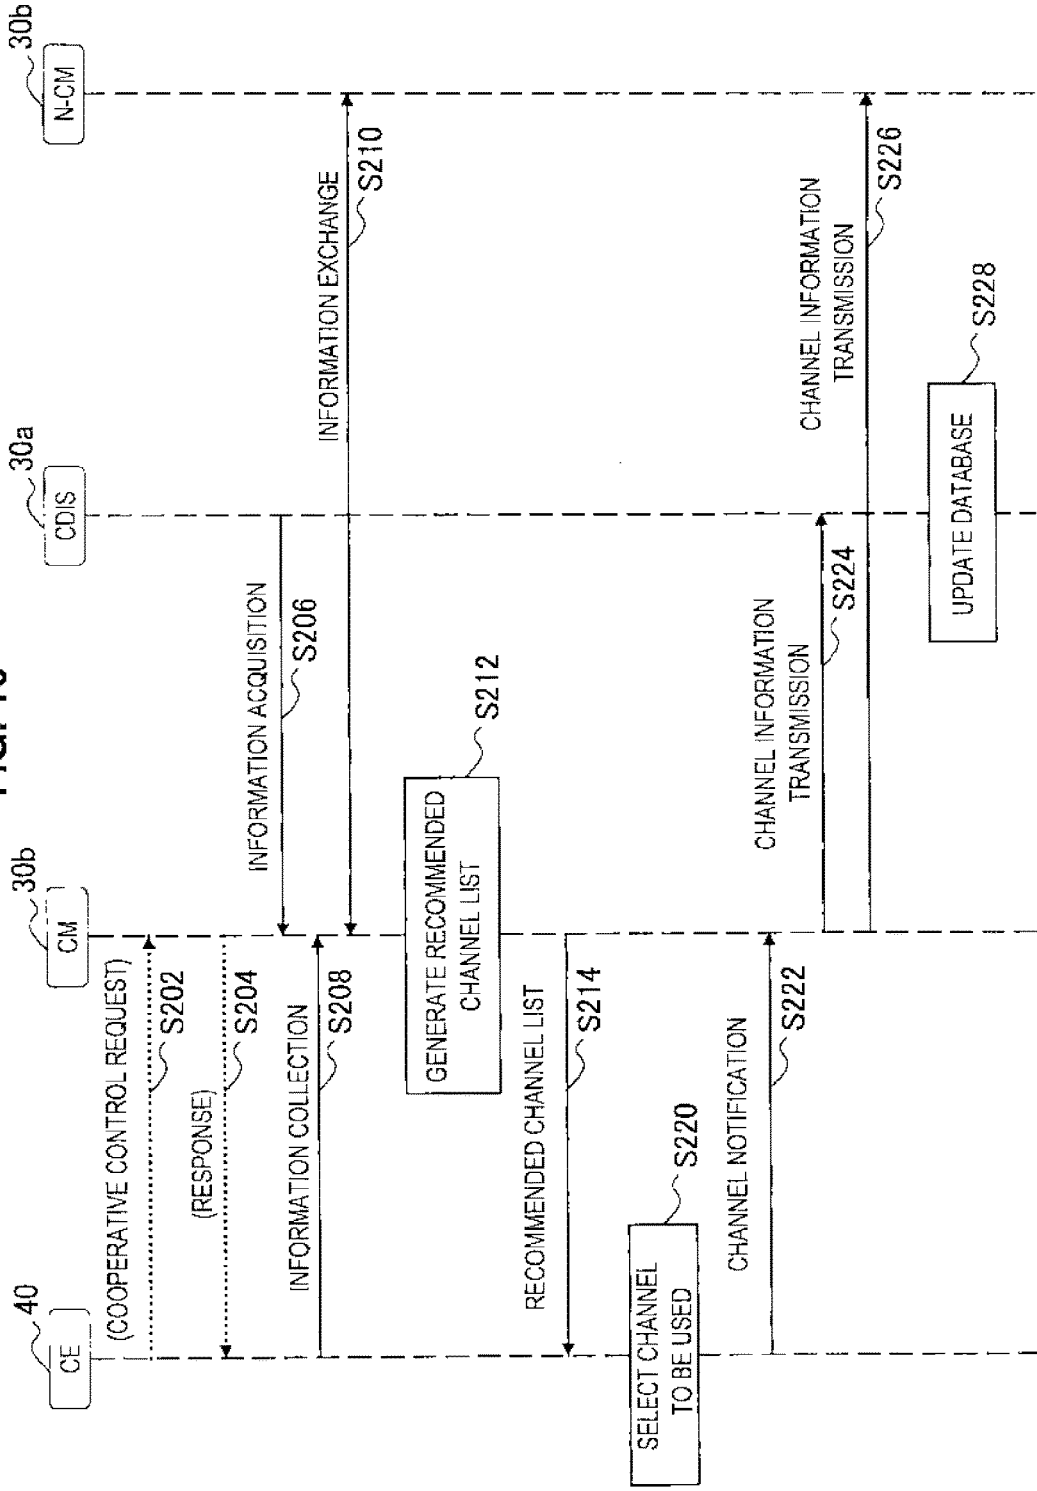 40
CE
30b
CM
30a
CDIS
30b
N-CM
(COOPERATIVE CONTROL REQUEST)
S202
(RESPONSE)
S204
INFORMATION ACQUISITION
S206
INFORMATION COLLECTION
S208
INFORMATION EXCHANGE
S210
GENERATE RECOMMENDED
CHANNEL LIST
S212
RECOMMENDED CHANNEL LIST
S214
SELECT CHANNEL
TO BE USED
S220
CHANNEL NOTIFICATION
S222
CHANNEL INFORMATION
TRANSMISSION
S224
CHANNEL INFORMATION
TRANSMISSION
S226
UPDATE DATABASE
S228